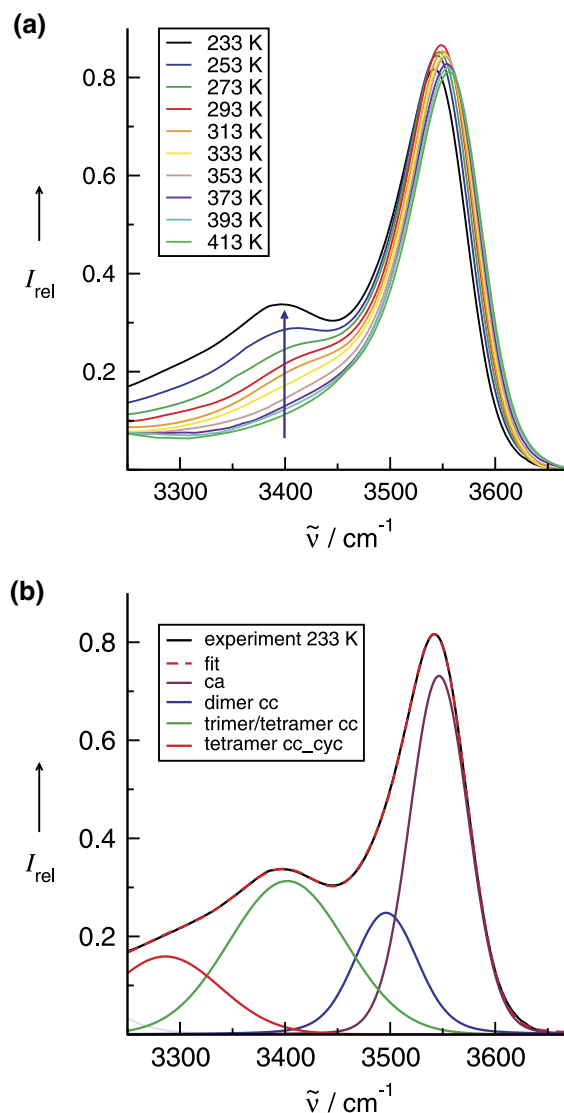 (a)
233 K
253 K
273 K
293 K
313 K
333 K
353 K
373 K
393 K
413 K
0.8
0.6
0.4
0.2
I_rel
3300 3400 3500 3600
ṽ / cm⁻¹
(b)
experiment 233 K
fit
ca
dimer cc
trimer/tetramer cc
tetramer cc_cyc
0.8
0.6
0.4
0.2
I_rel
3300 3400 3500 3600
ṽ / cm⁻¹